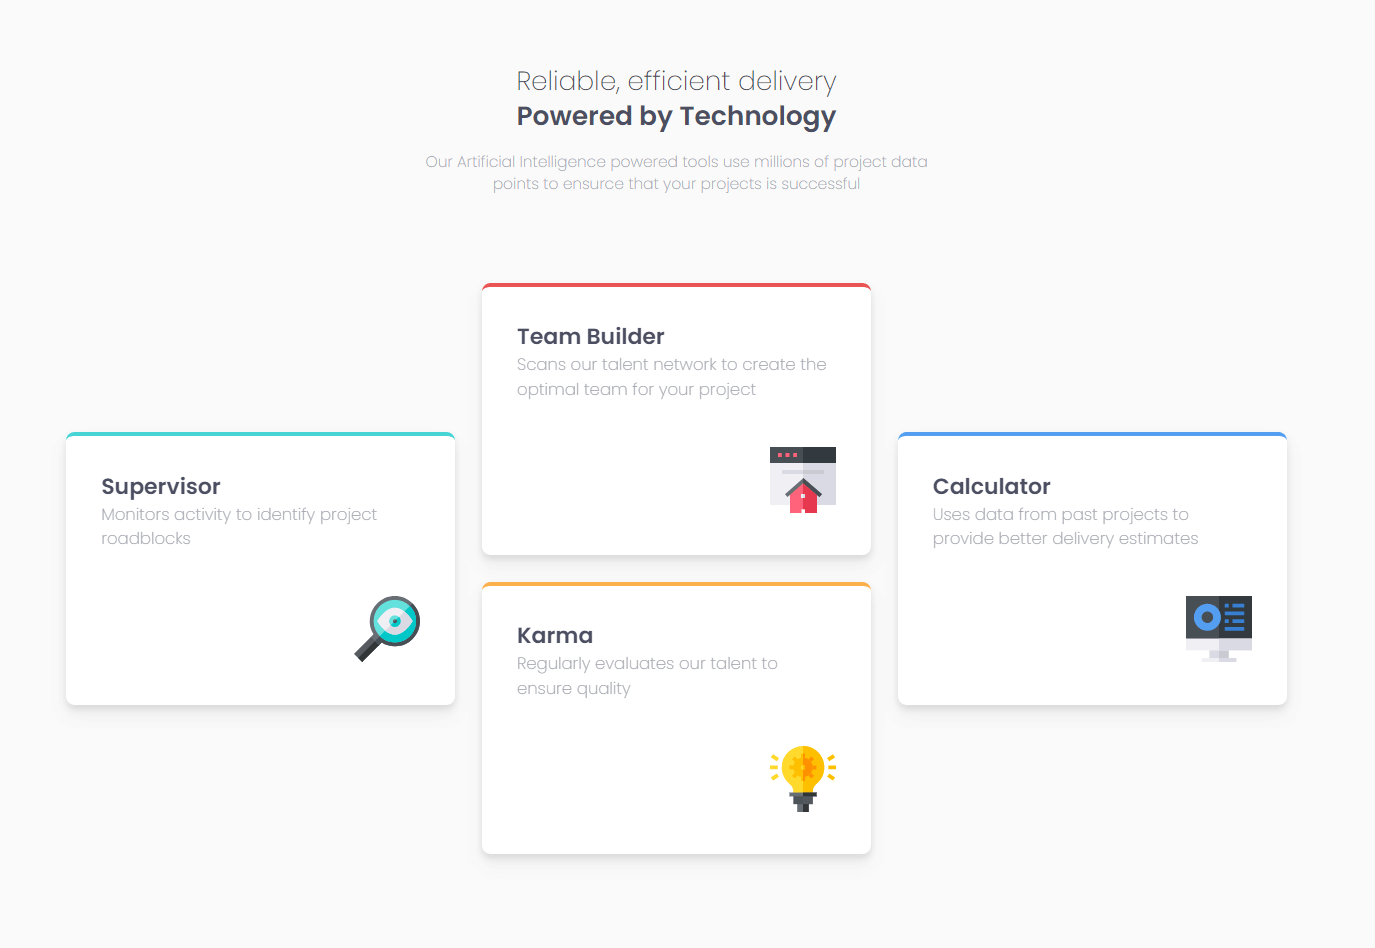 Reliable, efficient delivery
Powered by Technology
Our Artificial Intelligence powered tools use millions of project data
points to ensurce that your projects is successful
Team Builder
Scans our talent network to create the
optimal team for your project
Supervisor
Monitors activity to identify project
roadblocks
Calculator
Uses data from past projects to
provide better delivery estimates
Karma
Regularly evaluates our talent to
ensure quality